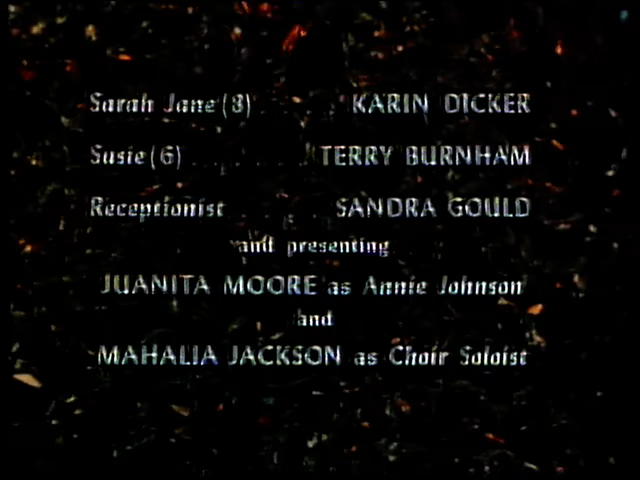 Sarah Jane (8) KARIN DICKER
Susie (6) TERRY BURNHAM
Receptionist SANDRA GOULD
and presenting
JUANITA MOORE as Annie Johnson
and
MAHALIA JACKSON as Choir Soloist